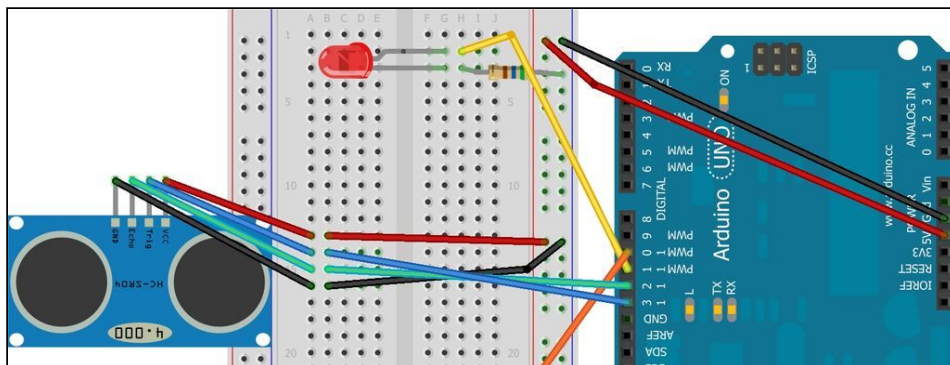 A B C D E F G H I J
1 1
5 5
10 10
15 15
20 20
GND
Echo
Trig
VCC
HC-SR04
4.000
RX 0
1
2
PWM 3
4
PWM 5
PWM 6
7
DIGITAL
8
PWM 9
PWM 10
PWM 11
12
13
GND
AREF
SDA
L
TX
RX
Arduino
UNO
ON
1
ICSP
ANALOG IN
5
4
3
2
1
0
Vin
Gnd
5V
3V3
RESET
IOREF